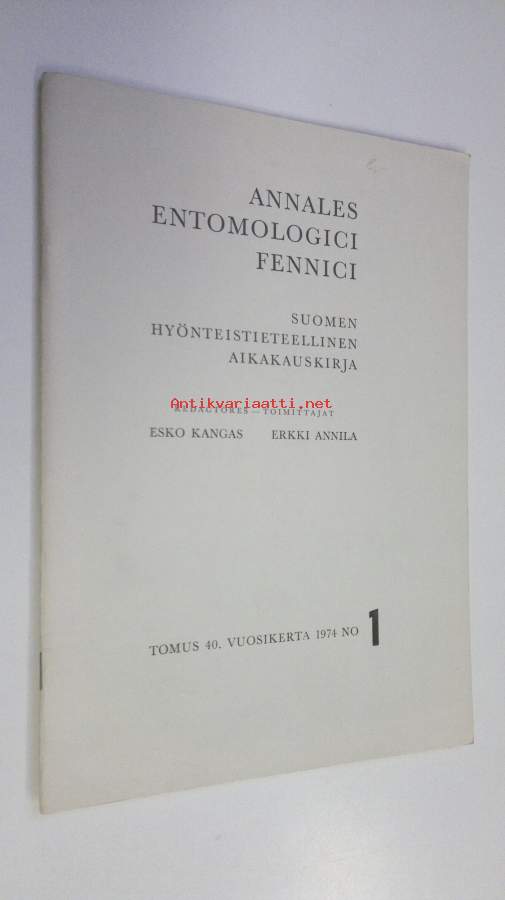 ANNALES
ENTOMOLOGICI
FENNICI
SUOMEN
HYÖNTEISTIETEELLINEN
AIKAKAUSKIRJA
Antikvariaatti.net
REDACTORES — TOIMITTAJAT
ESKO KANGAS ERKKI ANNILA
TOMUS 40. VUOSIKERTA 1974 NO 1